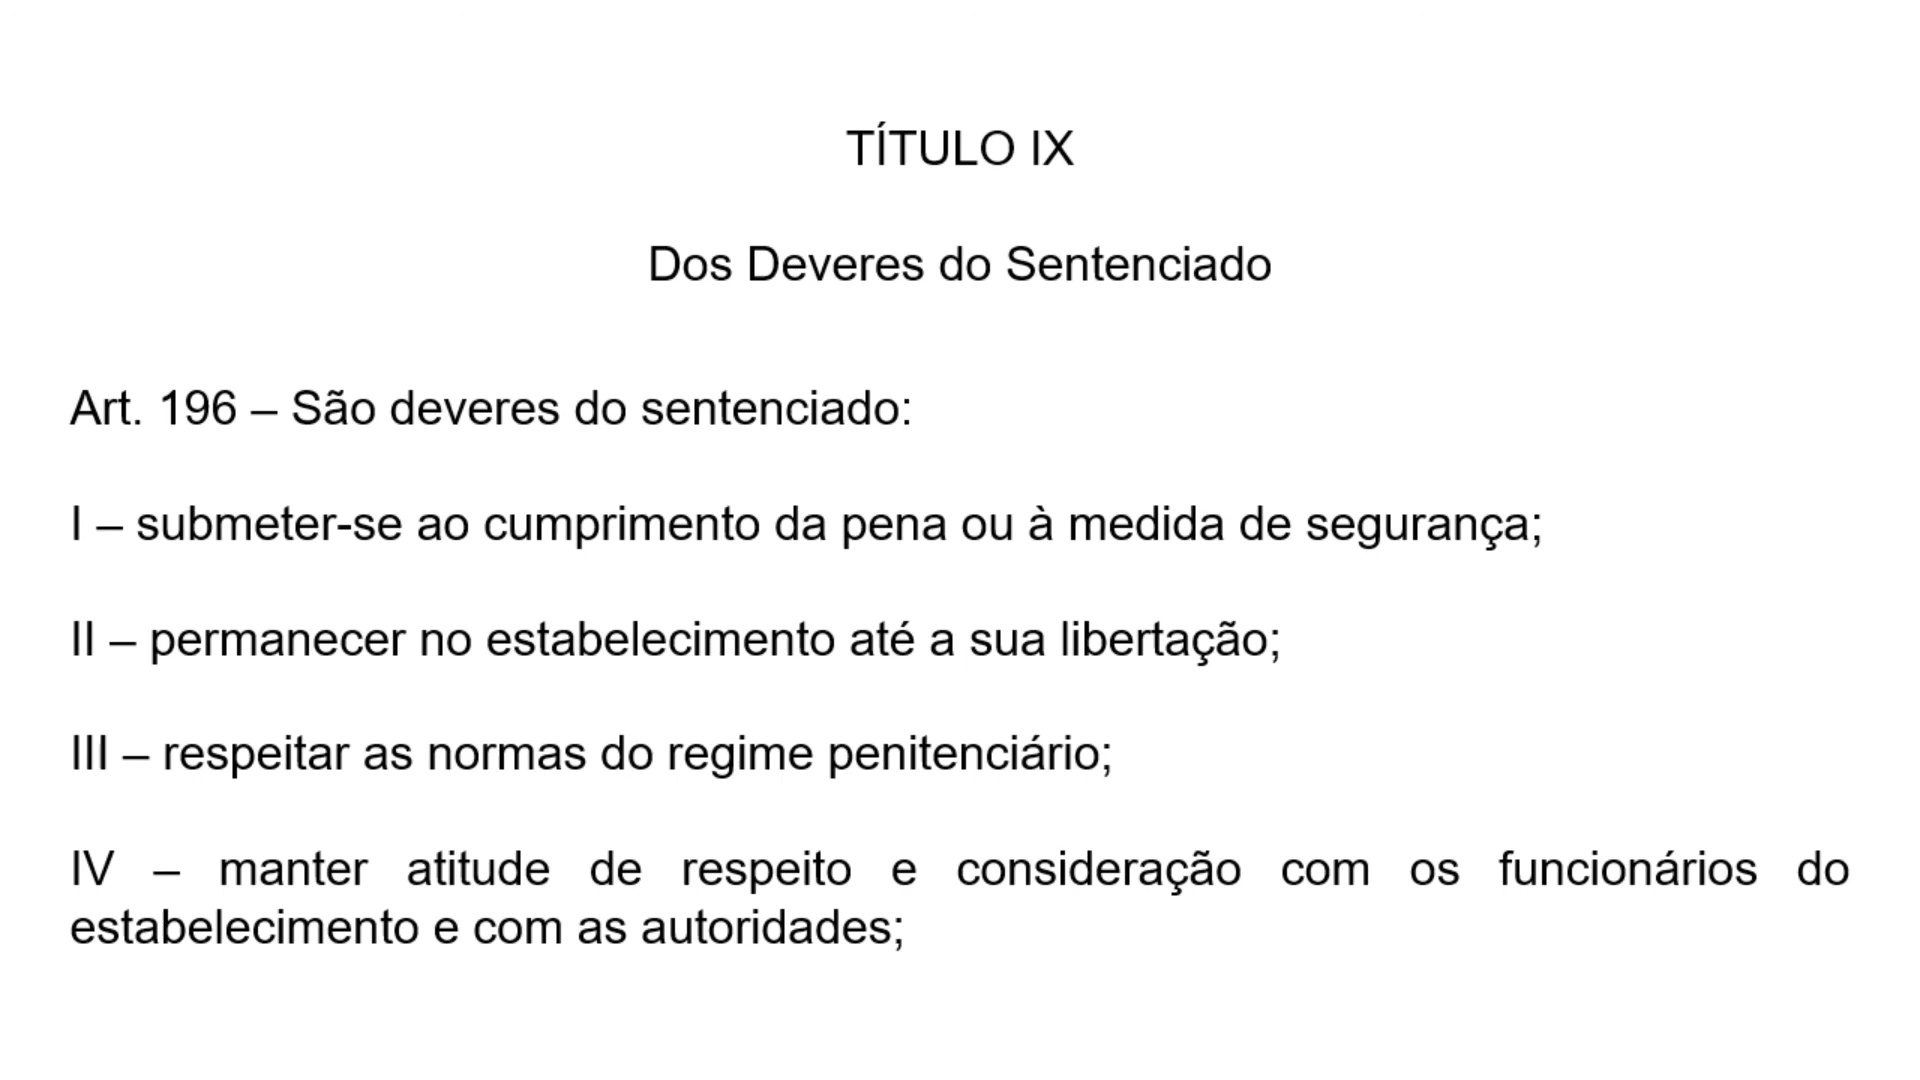 TÍTULO IX
Dos Deveres do Sentenciado
Art. 196 – São deveres do sentenciado:
I – submeter-se ao cumprimento da pena ou à medida de segurança;
II – permanecer no estabelecimento até a sua libertação;
III – respeitar as normas do regime penitenciário;
IV – manter atitude de respeito e consideração com os funcionários do
estabelecimento e com as autoridades;